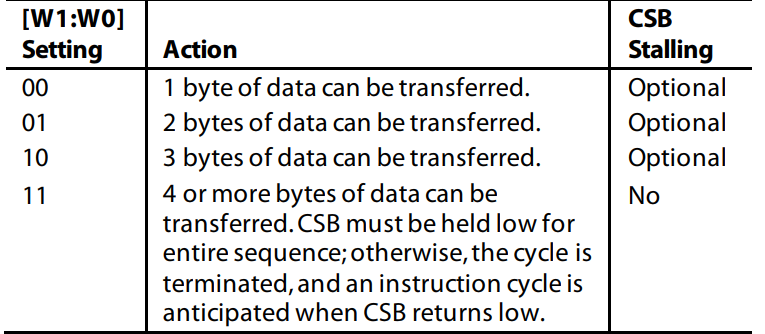 [W1:W0] CSB
Setting Action Stalling
00 1 byte of data can be transferred. Optional
01 2 bytes of data can be transferred. Optional
10 3 bytes of data can be transferred. Optional
11 4 or more bytes of data can be No
transferred. CSB must be held low for
entire sequence; otherwise, the cycle is
terminated, and an instruction cycle is
anticipated when CSB returns low.